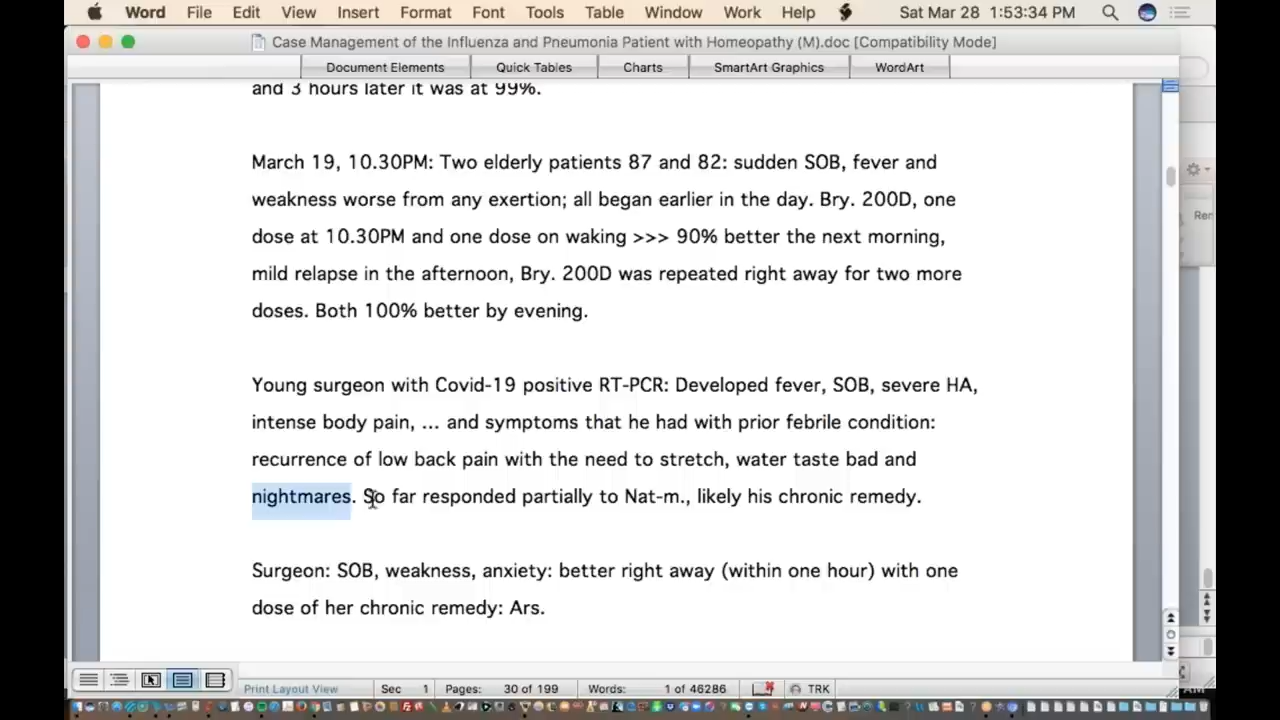 Word File Edit View Insert Format Font Tools Table Window Work Help Sat Mar 28 1:53:34 PM
Case Management of the Influenza and Pneumonia Patient with Homeopathy (M).doc [Compatibility Mode]
Document Elements Quick Tables Charts SmartArt Graphics WordArt
and 3 hours later it was at 99%.
March 19, 10.30PM: Two elderly patients 87 and 82: sudden SOB, fever and
weakness worse from any exertion; all began earlier in the day. Bry. 200D, one
dose at 10.30PM and one dose on waking >>> 90% better the next morning,
mild relapse in the afternoon, Bry. 200D was repeated right away for two more
doses. Both 100% better by evening.
Young surgeon with Covid-19 positive RT-PCR: Developed fever, SOB, severe HA,
intense body pain, ... and symptoms that he had with prior febrile condition:
recurrence of low back pain with the need to stretch, water taste bad and
nightmares. So far responded partially to Nat-m., likely his chronic remedy.
Surgeon: SOB, weakness, anxiety: better right away (within one hour) with one
dose of her chronic remedy: Ars.
Print Layout View Sec 1 Pages: 30 of 199 Words: 1 of 46286 TRK